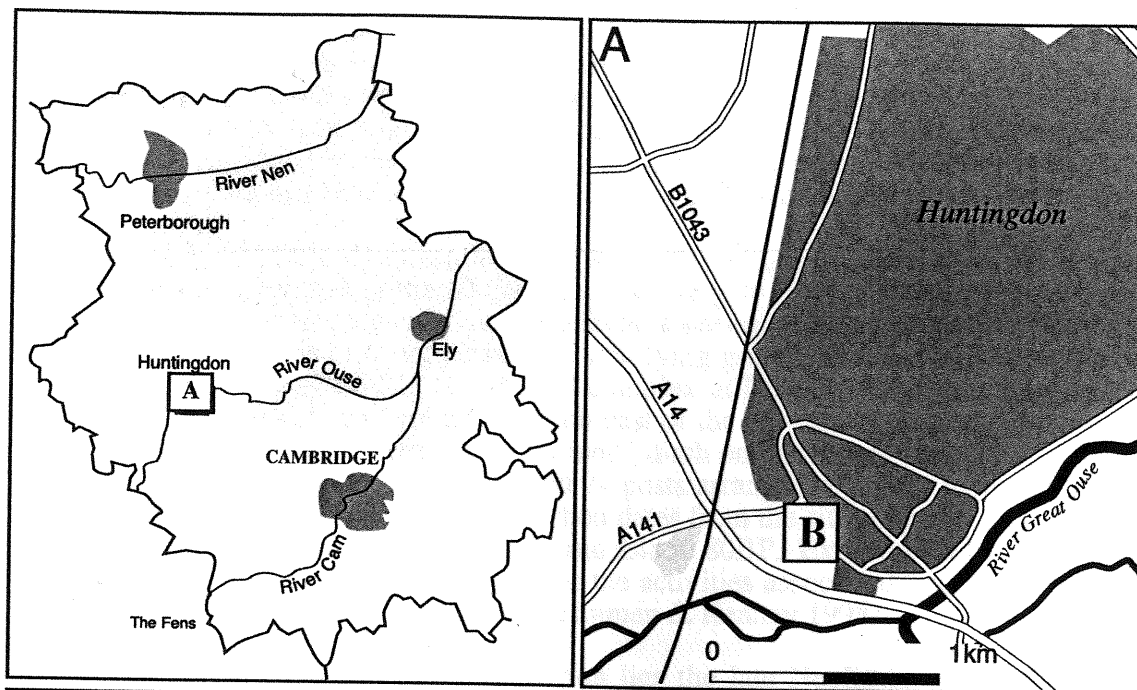 River Nen
Peterborough
Huntingdon
A
River Ouse
Ely
CAMBRIDGE
River Cam
The Fens
A
Huntingdon
B1043
A14
A141
B
River Great Ouse
0
1km